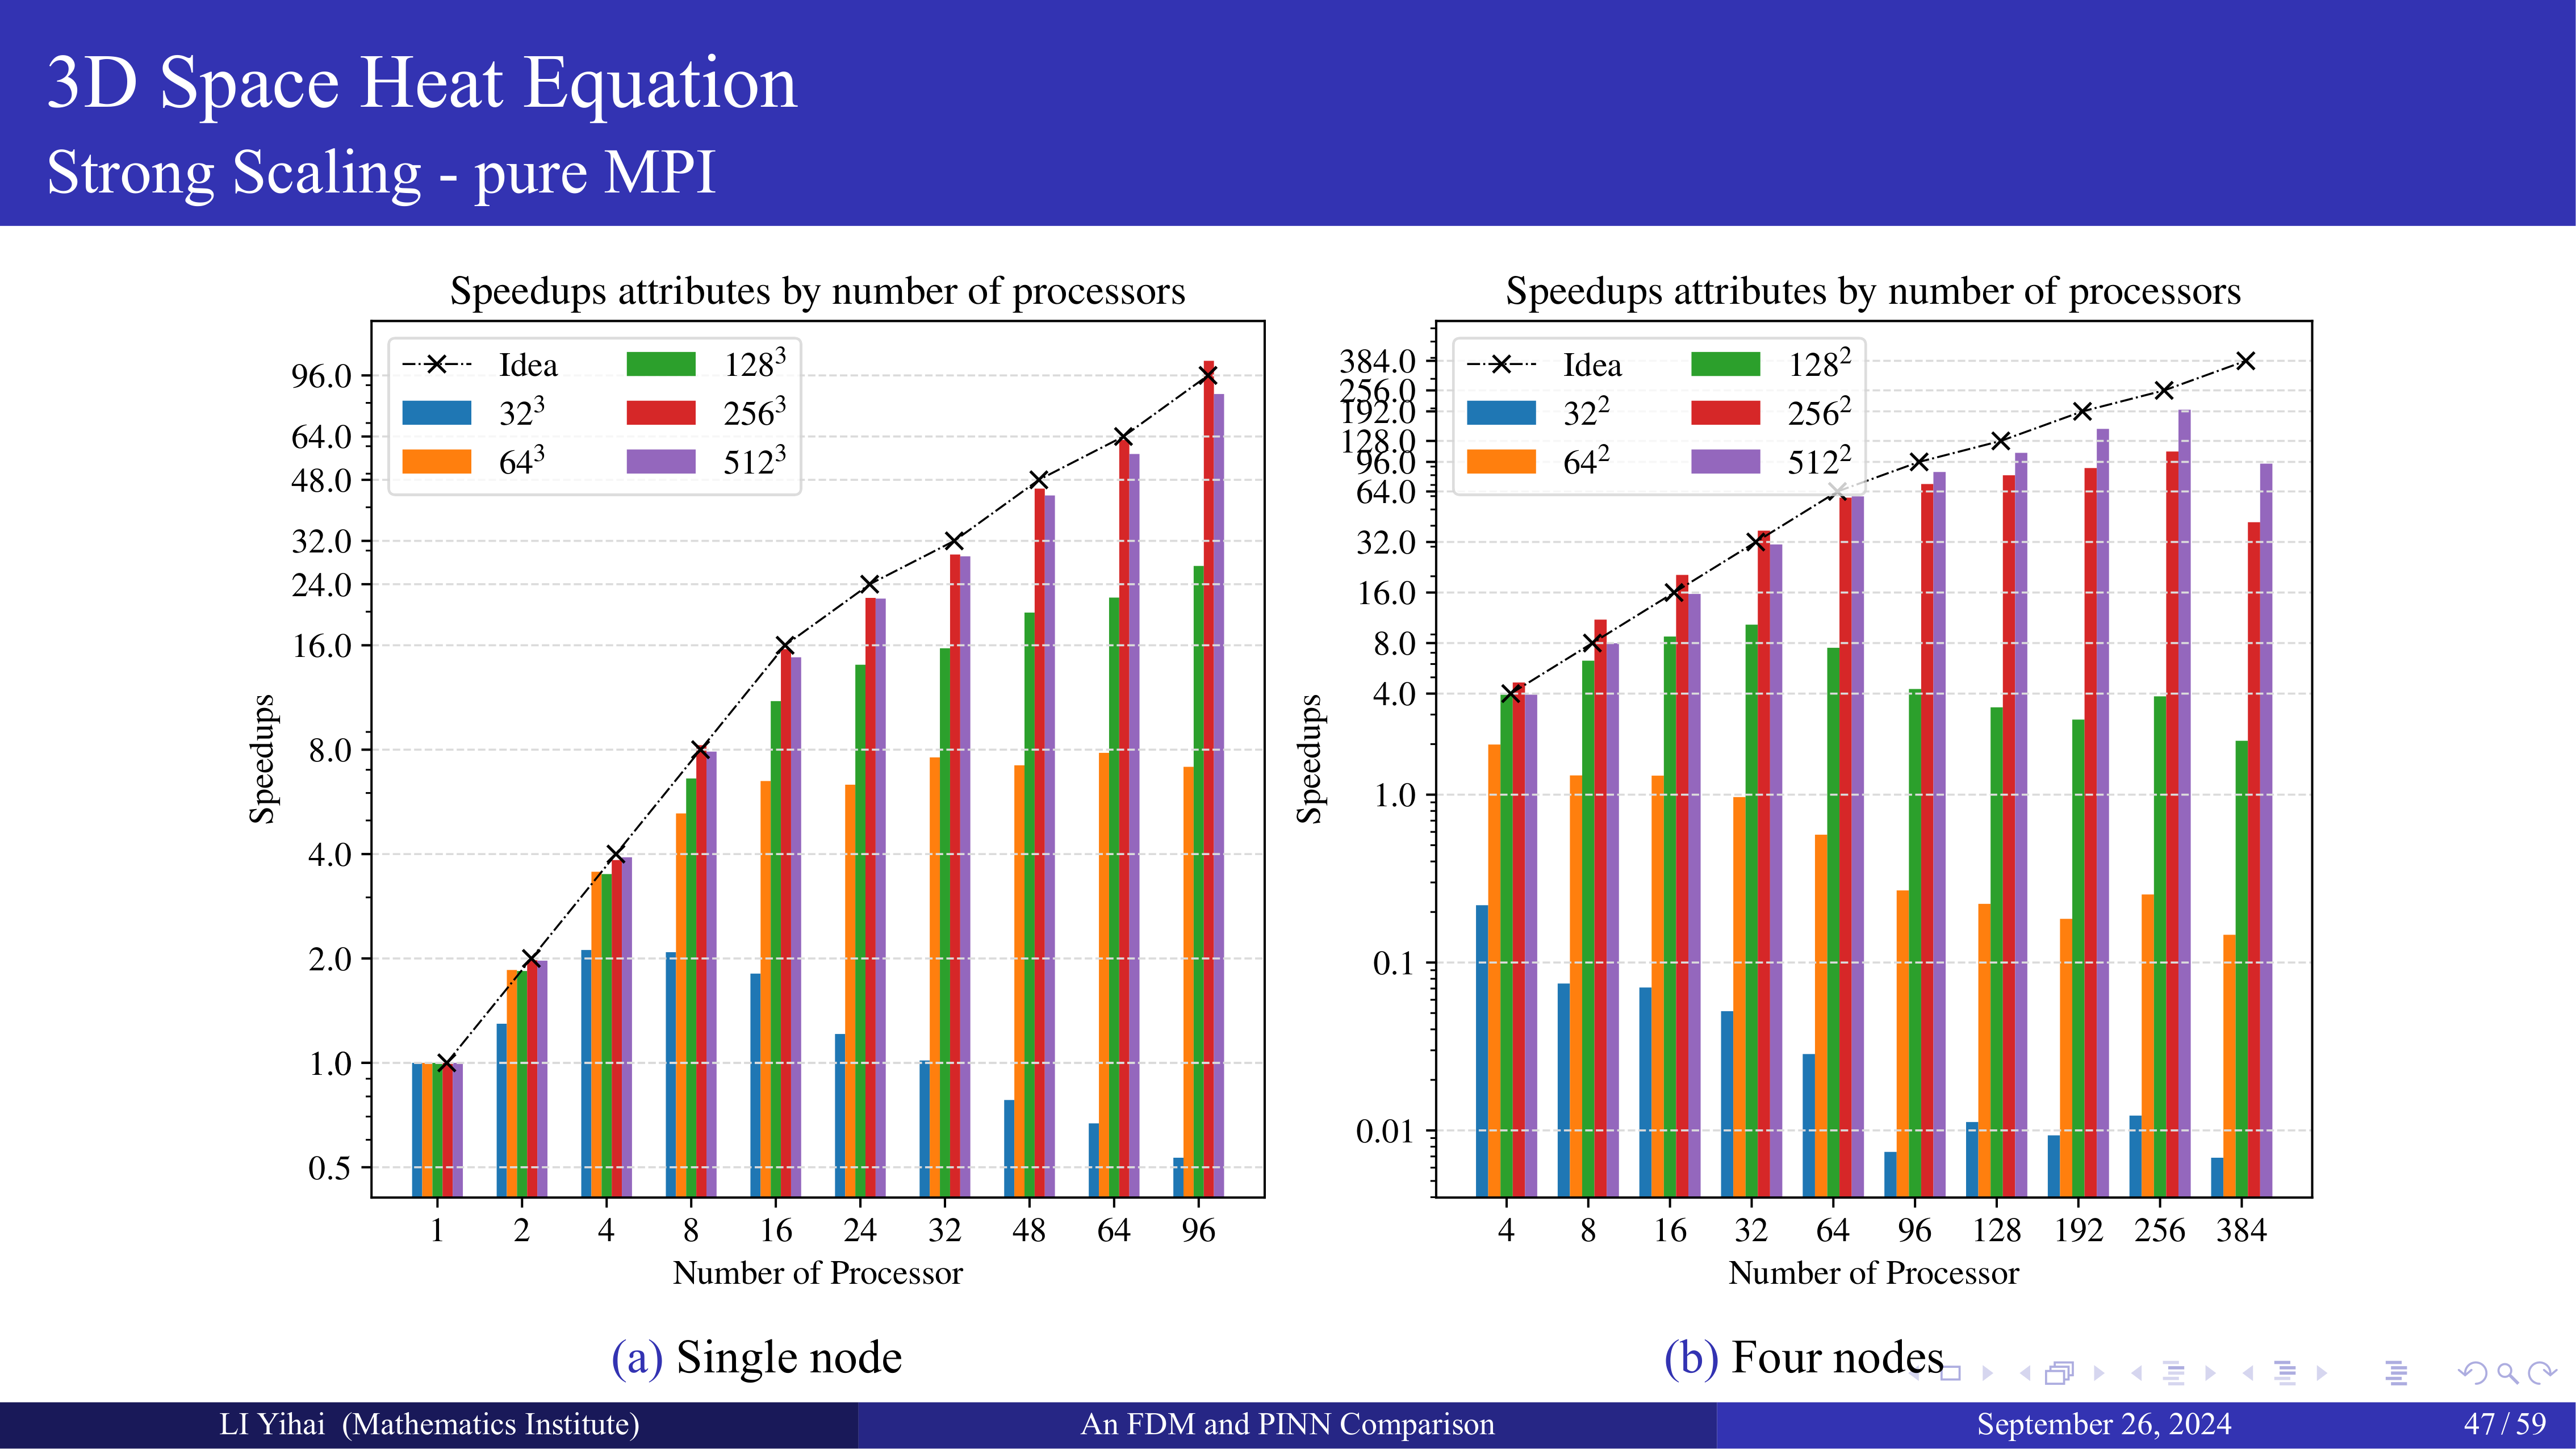 3D Space Heat Equation
Strong Scaling - pure MPI
Speedups attributes by number of processors
Idea
32³
64³
128³
256³
512³
96.0
64.0
48.0
32.0
24.0
16.0
8.0
4.0
2.0
1.0
0.5
Speedups
1 2 4 8 16 24 32 48 64 96
Number of Processor
(a) Single node
Speedups attributes by number of processors
Idea
32²
64²
128²
256²
512²
384.0
256.0
192.0
128.0
96.0
64.0
32.0
16.0
8.0
4.0
1.0
0.1
0.01
Speedups
4 8 16 32 64 96 128 192 256 384
Number of Processor
(b) Four nodes
LI Yihai (Mathematics Institute)
An FDM and PINN Comparison
September 26, 2024
47 / 59